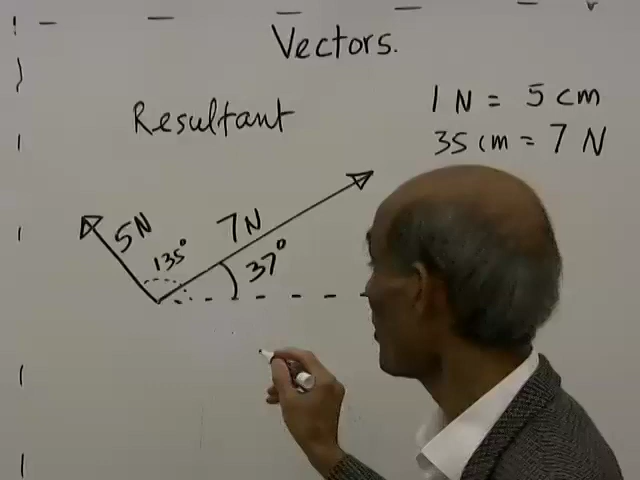 Vectors.
Resultant
1 N = 5 cm
35 cm = 7 N
5N
7N
135°
37°